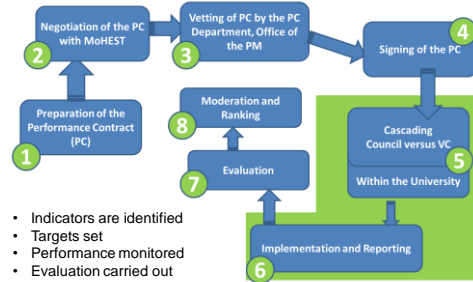 Negotiation of the PC
with MoHEST
2
Vetting of PC by the PC
Department, Office of
the PM
3
4
Signing of the PC
Preparation of the
Performance Contract
(PC)
1
Moderation and
Ranking
8
Cascading
Council versus VC
5
Within the University
Evaluation
7
Implementation and Reporting
6
• Indicators are identified
• Targets set
• Performance monitored
• Evaluation carried out